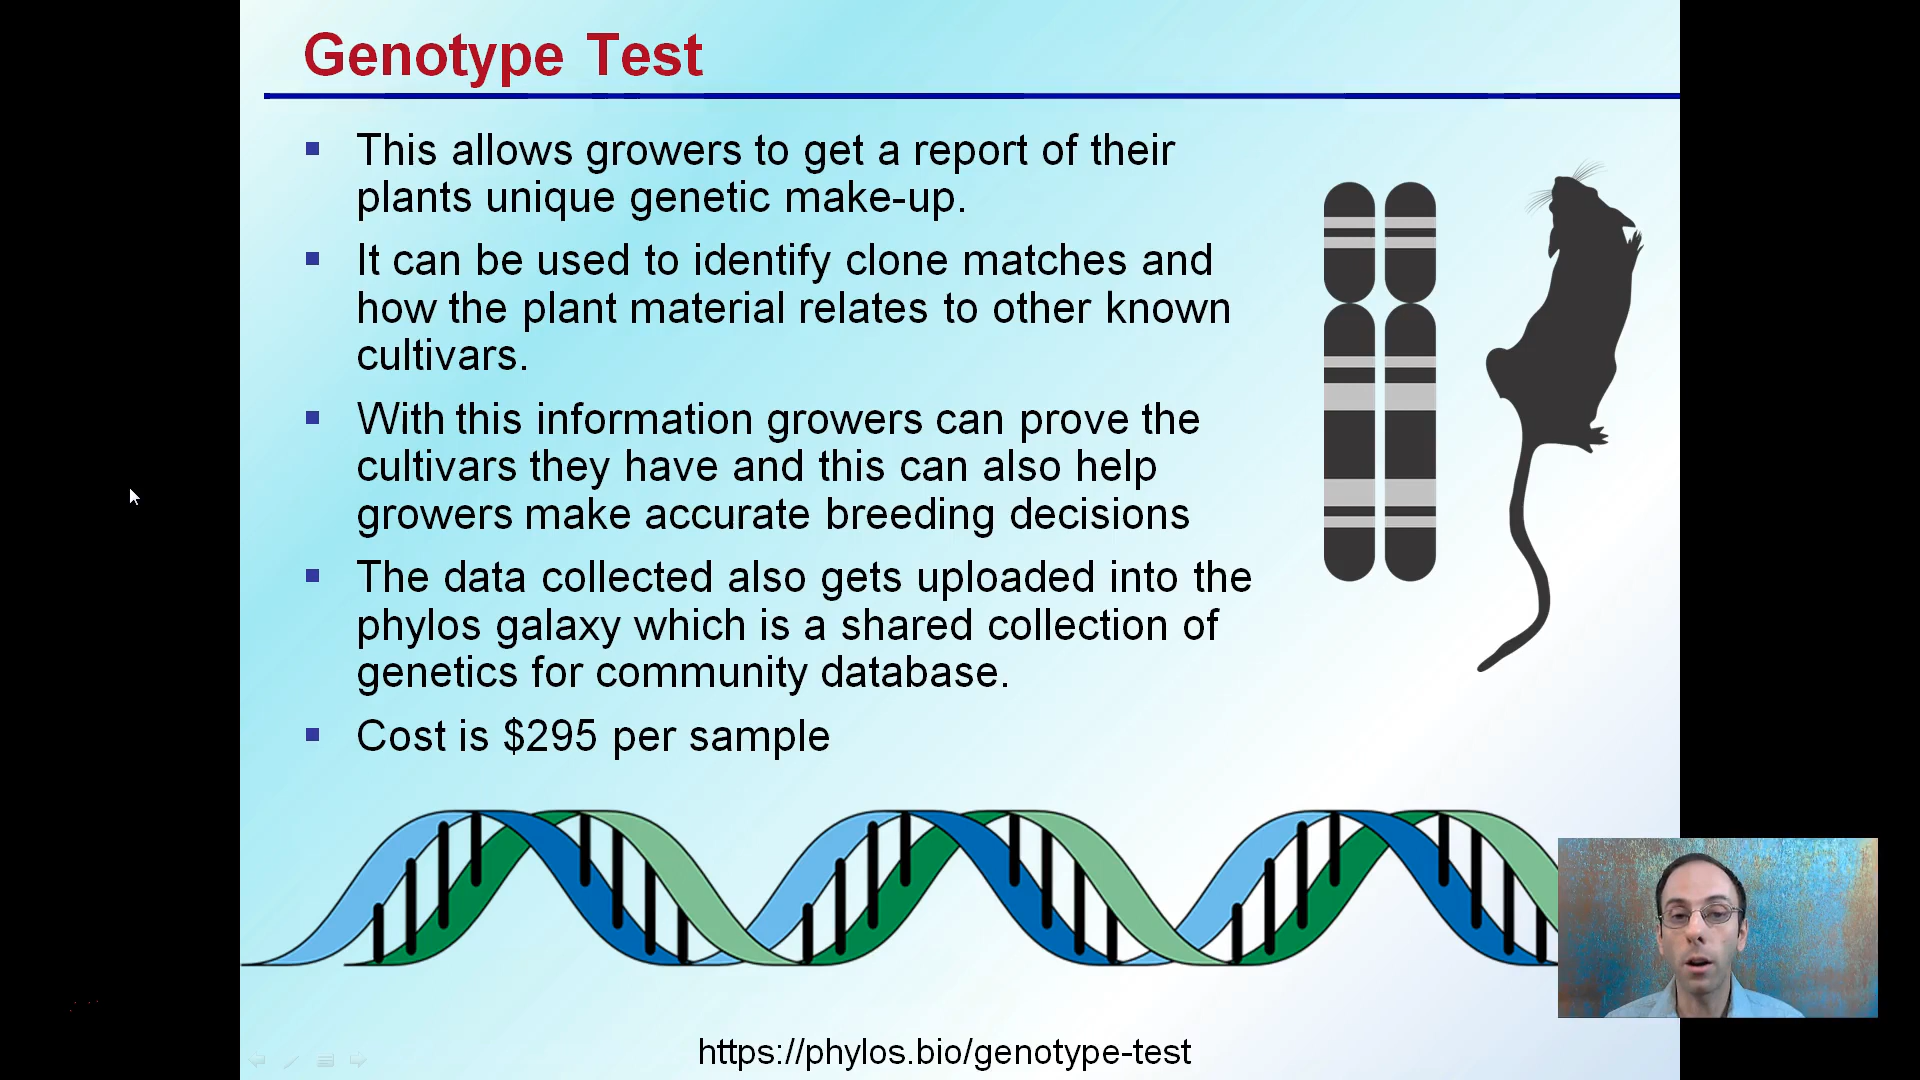 Genotype Test
This allows growers to get a report of their
plants unique genetic make-up.
It can be used to identify clone matches and
how the plant material relates to other known
cultivars.
With this information growers can prove the
cultivars they have and this can also help
growers make accurate breeding decisions
The data collected also gets uploaded into the
phylos galaxy which is a shared collection of
genetics for community database.
Cost is $295 per sample
https://phylos.bio/genotype-test